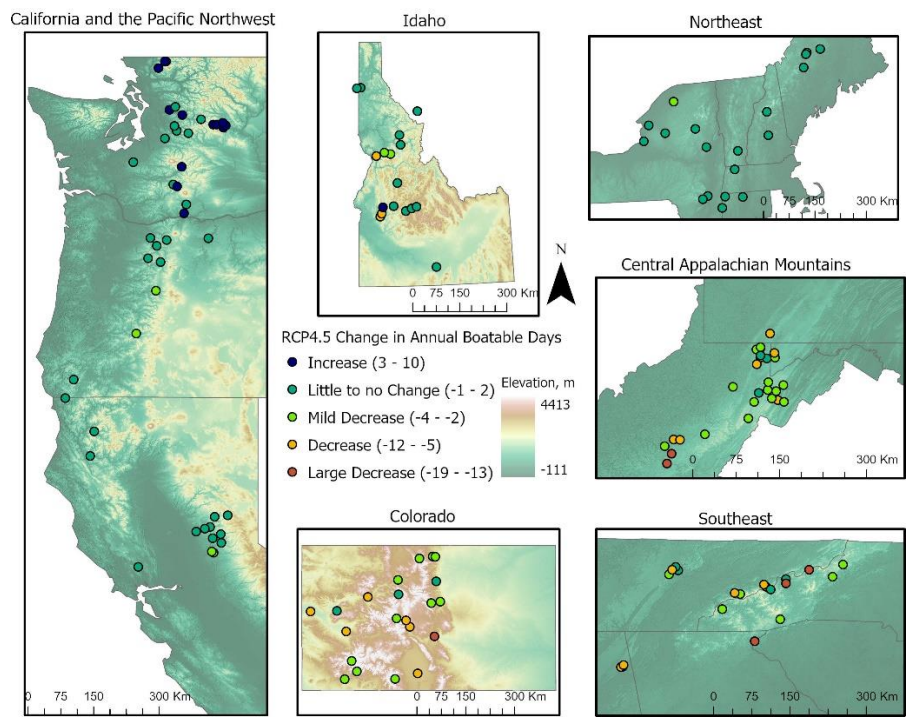 California and the Pacific Northwest
Idaho
Northeast
0 75 150 300 Km
0 75 150 300 Km
N
Central Appalachian Mountains
RCP4.5 Change in Annual Boatable Days
Increase (3 - 10)
Little to no Change (-1 - 2)
Mild Decrease (-4 - -2)
Decrease (-12 - -5)
Large Decrease (-19 - -13)
Elevation, m
4413
-111
0 75 150 300 Km
Colorado
Southeast
0 75 150 300 Km
0 75 150 300 Km
0 75 150 300 Km